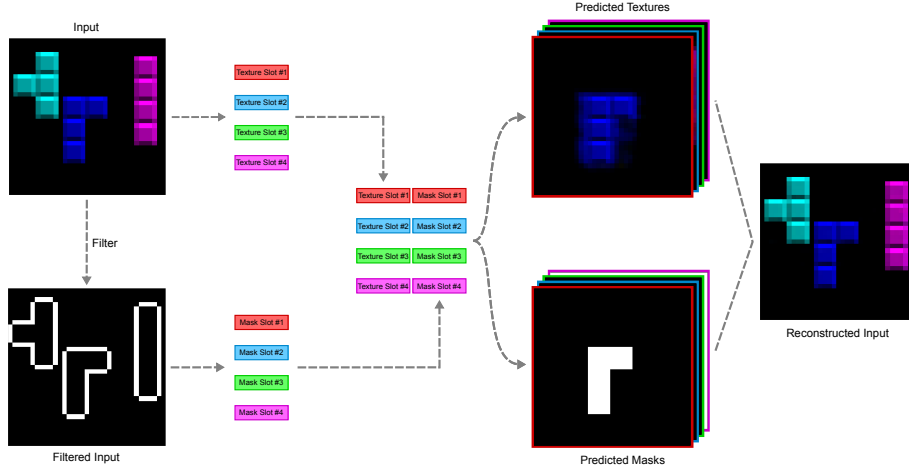 Input
Predicted Textures
Texture Slot #1
Texture Slot #2
Texture Slot #3
Texture Slot #4
Filter
Texture Slot #1 Mask Slot #1
Texture Slot #2 Mask Slot #2
Texture Slot #3 Mask Slot #3
Texture Slot #4 Mask Slot #4
Reconstructed Input
Mask Slot #1
Mask Slot #2
Mask Slot #3
Mask Slot #4
Filtered Input
Predicted Masks